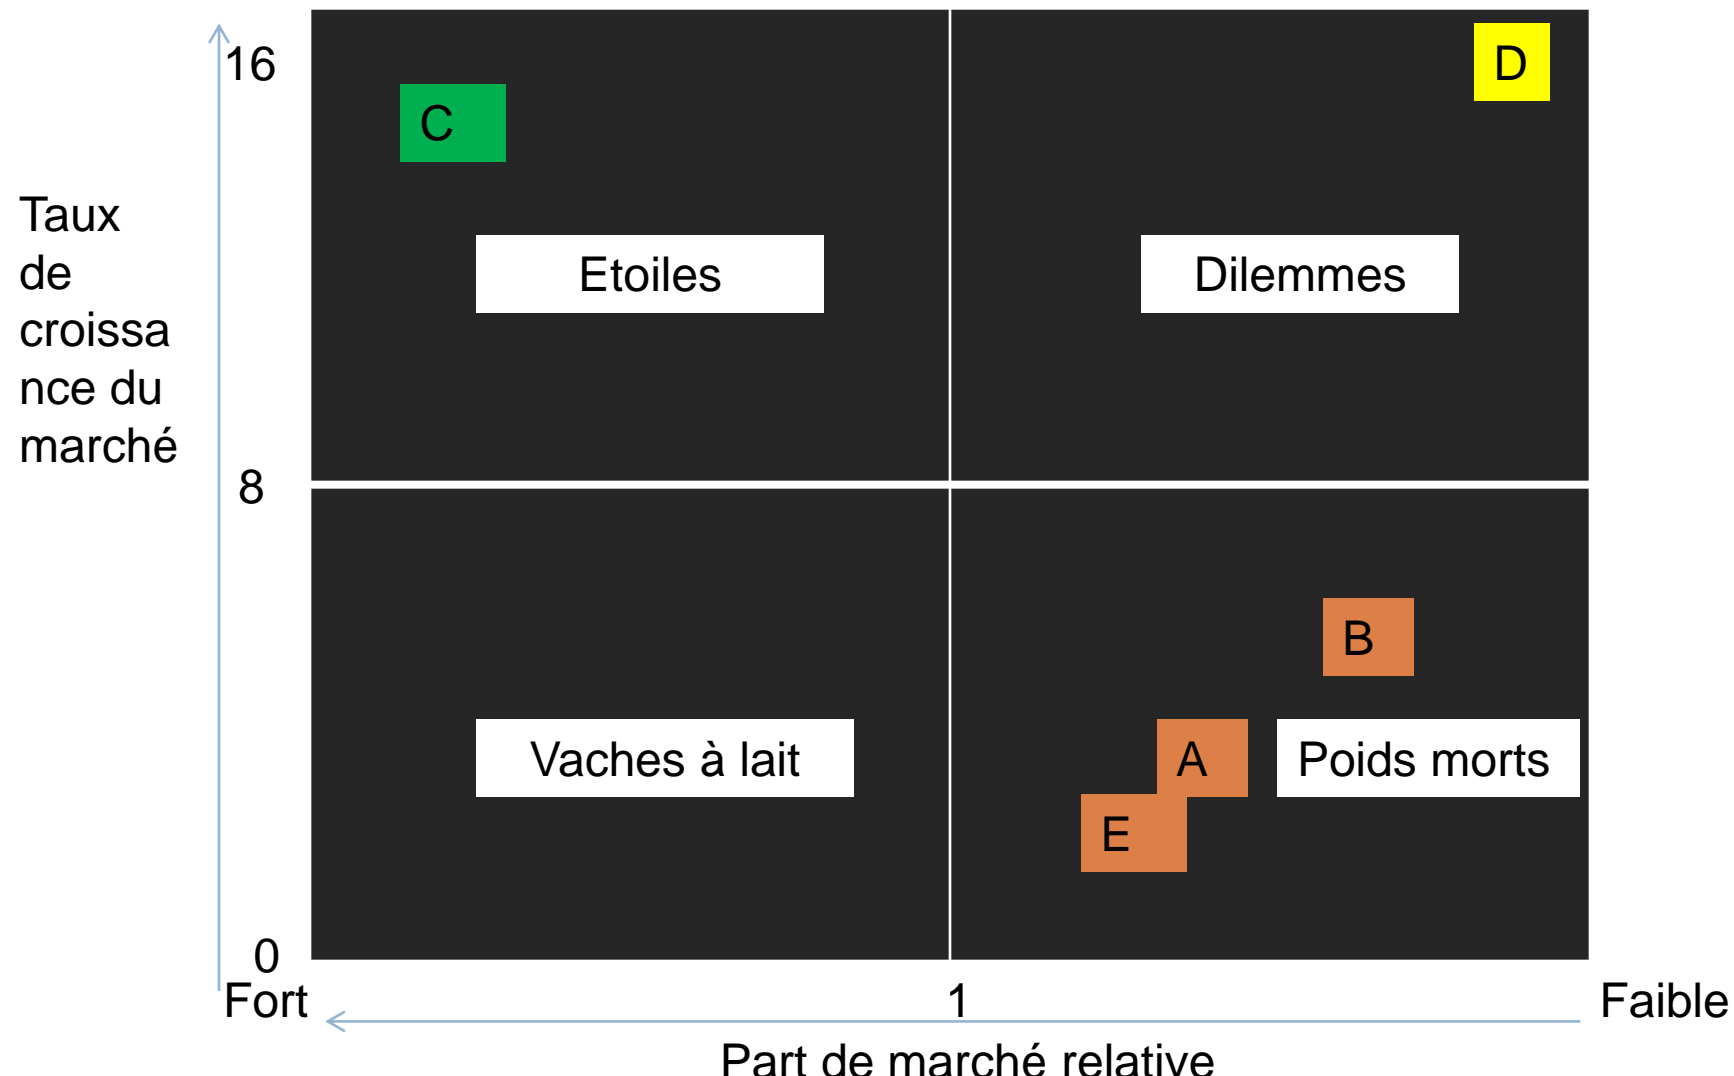 16
D
C
Taux
de
croissa
nce du
marché
Etoiles
Dilemmes
8
B
Vaches à lait
A
Poids morts
E
0
Fort
1
Faible
Part de marché relative